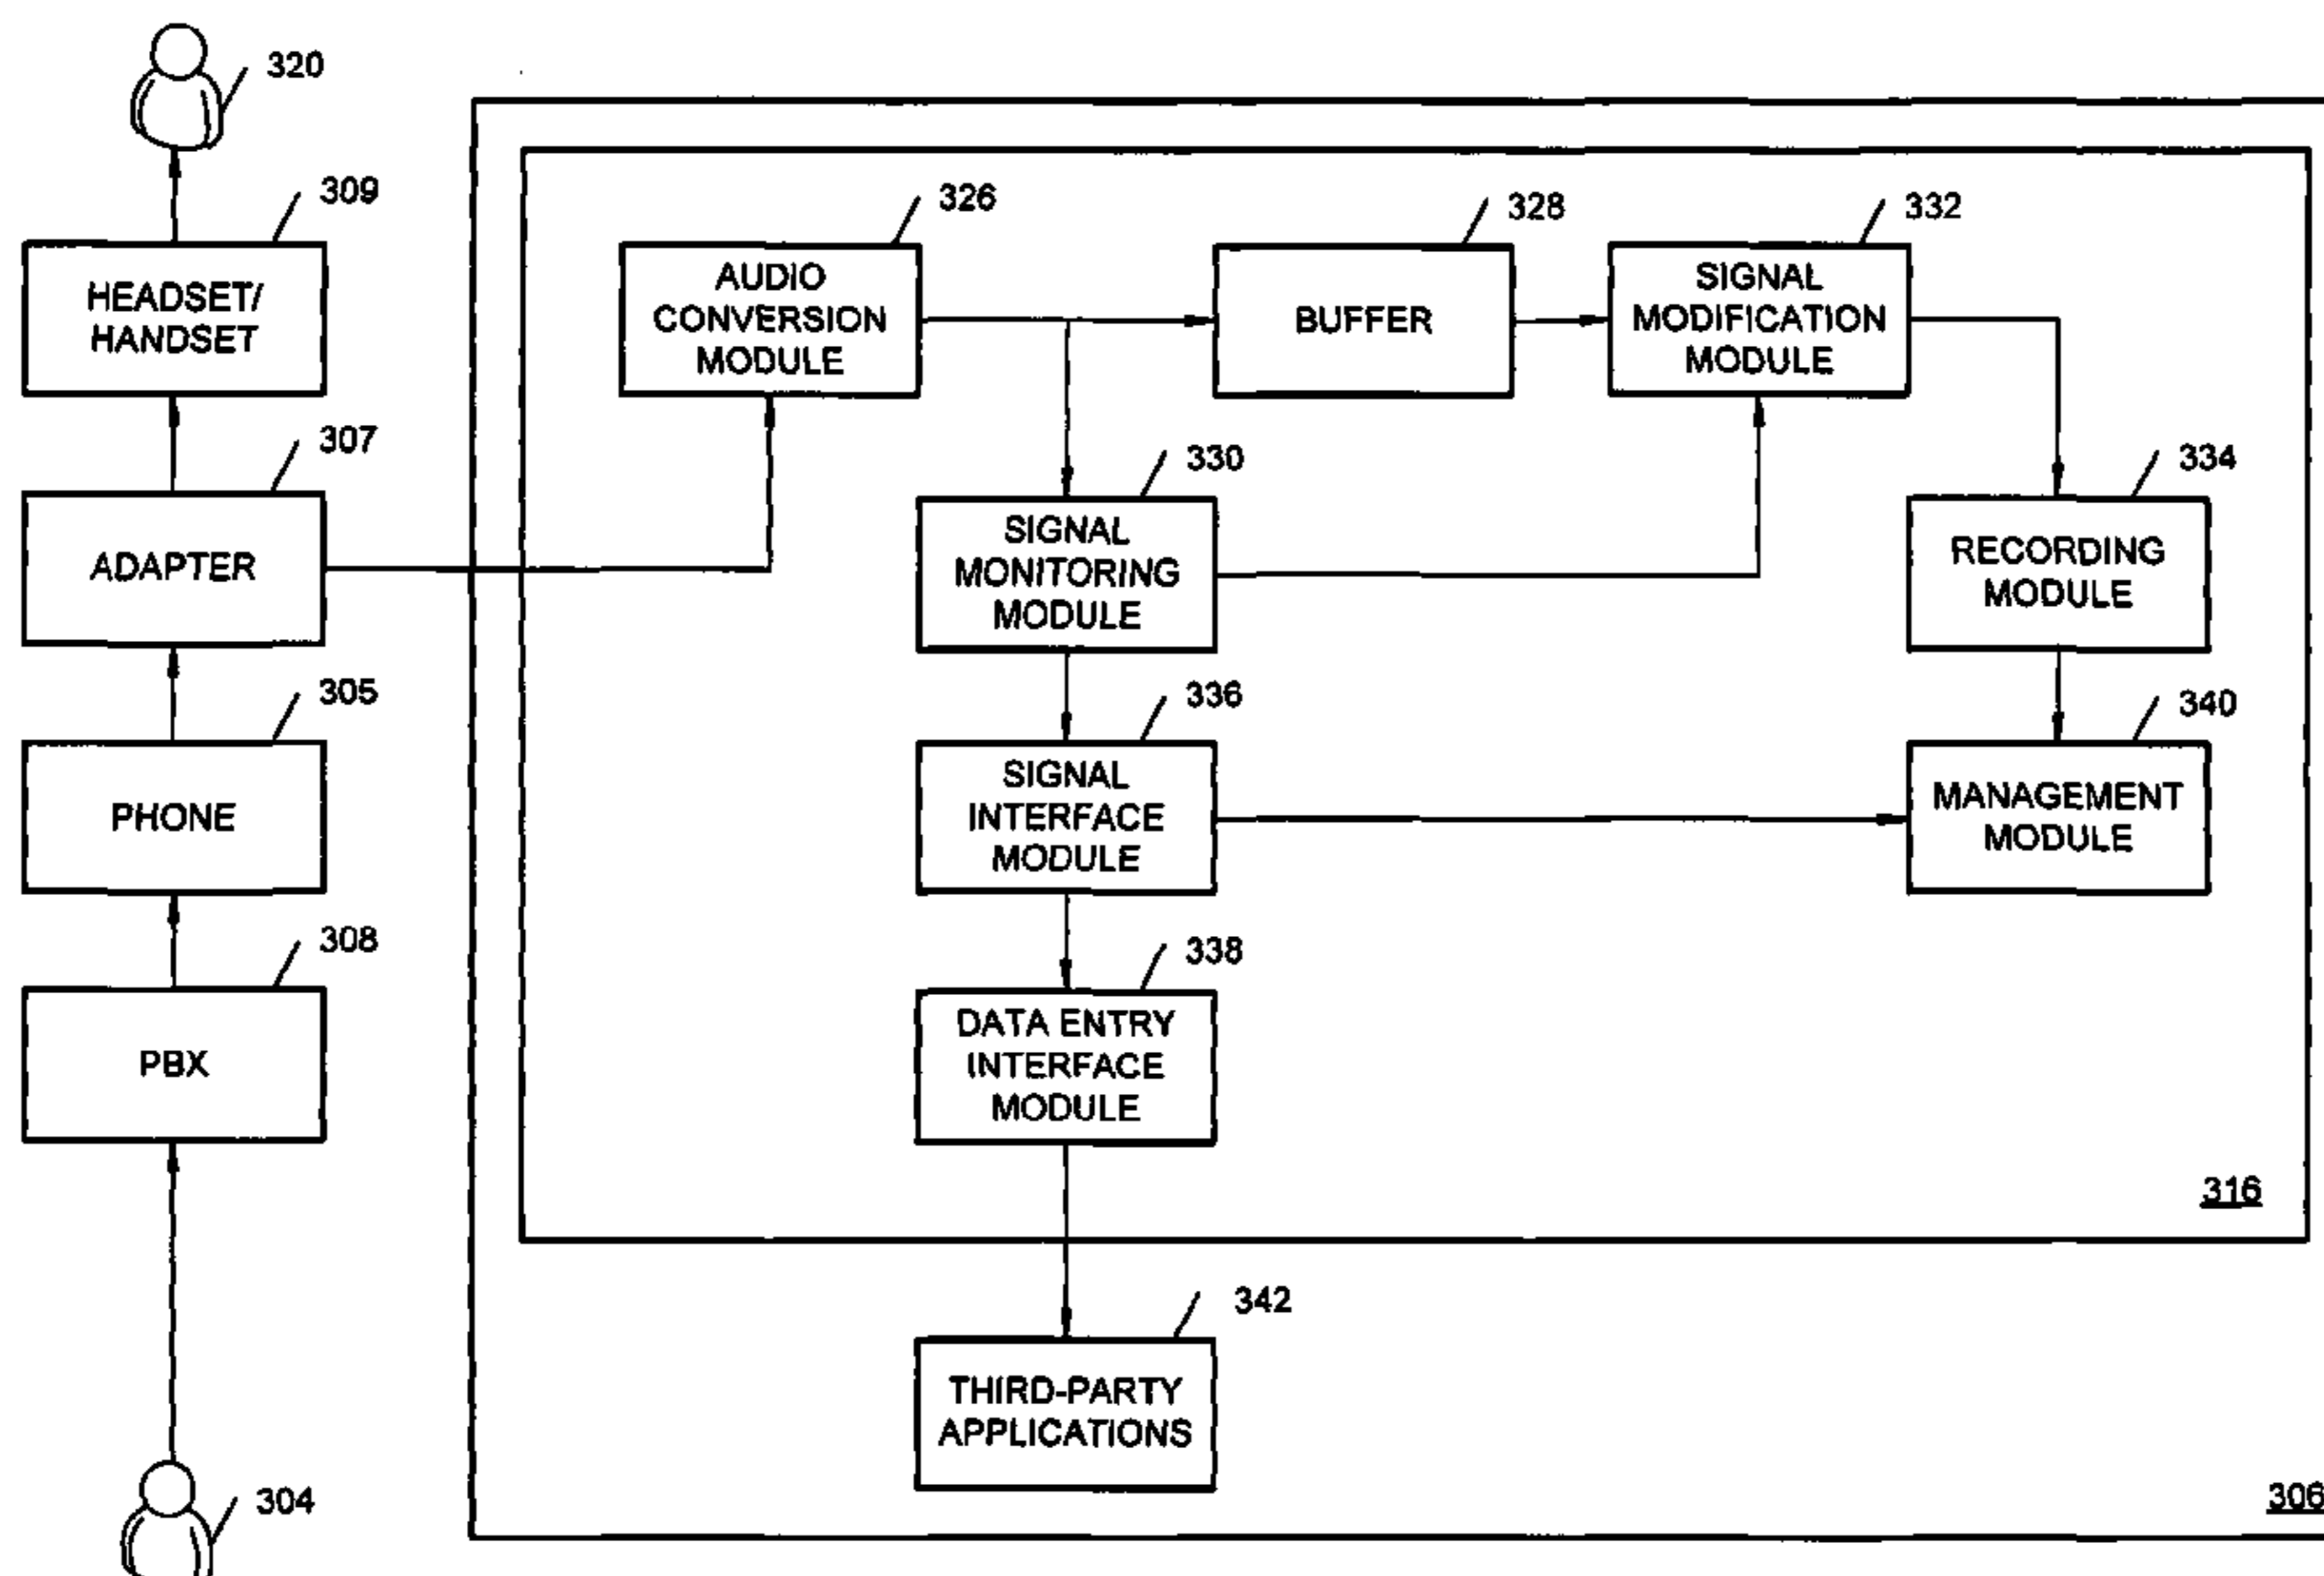 320
309
HEADSET/
HANDSET
307
ADAPTER
305
PHONE
308
PBX
304
326
AUDIO
CONVERSION
MODULE
328
BUFFER
332
SIGNAL
MODIFICATION
MODULE
330
SIGNAL
MONITORING
MODULE
334
RECORDING
MODULE
336
SIGNAL
INTERFACE
MODULE
340
MANAGEMENT
MODULE
338
DATA ENTRY
INTERFACE
MODULE
316
342
THIRD-PARTY
APPLICATIONS
306